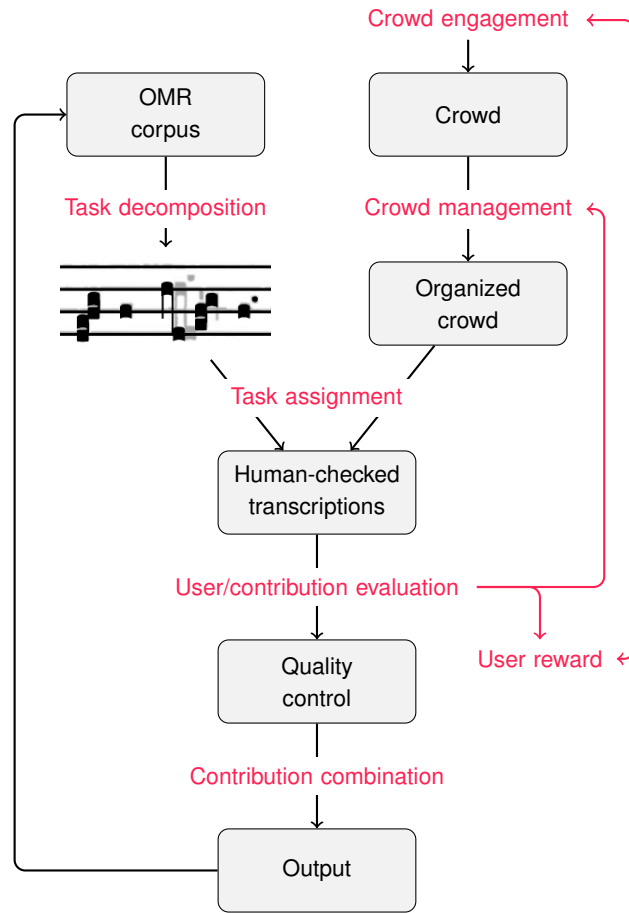 Crowd engagement
OMR
corpus
Crowd
Task decomposition
Crowd management
Organized
crowd
Task assignment
Human-checked
transcriptions
User/contribution evaluation
Quality
control
User reward
Contribution combination
Output